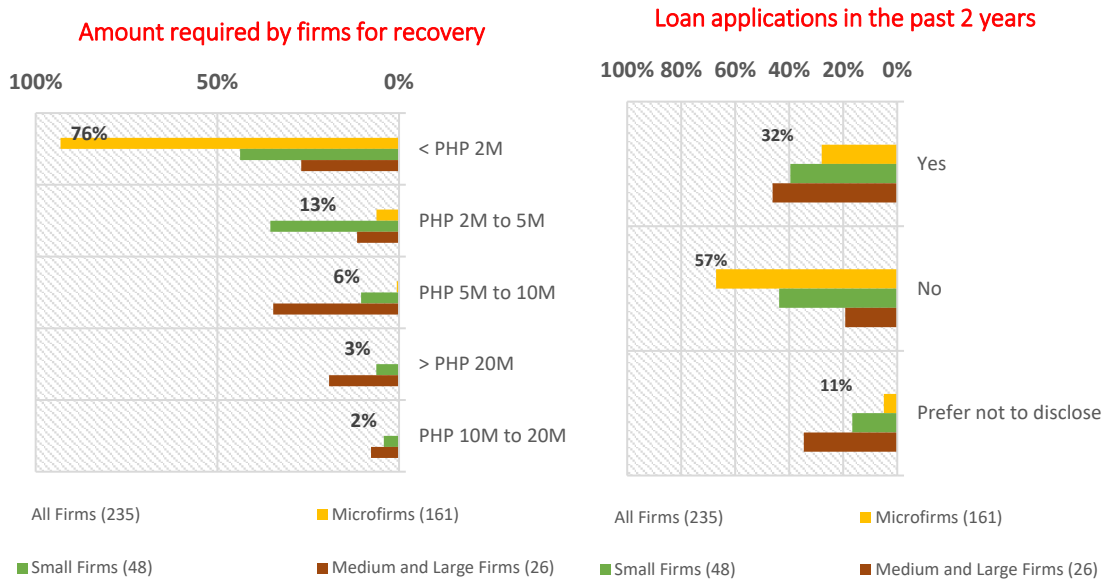 Amount required by firms for recovery
100% 50% 0%
76%
< PHP 2M
13%
PHP 2M to 5M
6%
PHP 5M to 10M
3%
> PHP 20M
2%
PHP 10M to 20M
All Firms (235)
Microfirms (161)
Small Firms (48)
Medium and Large Firms (26)
Loan applications in the past 2 years
100% 80% 60% 40% 20% 0%
32%
Yes
57%
No
11%
Prefer not to disclose
All Firms (235)
Microfirms (161)
Small Firms (48)
Medium and Large Firms (26)